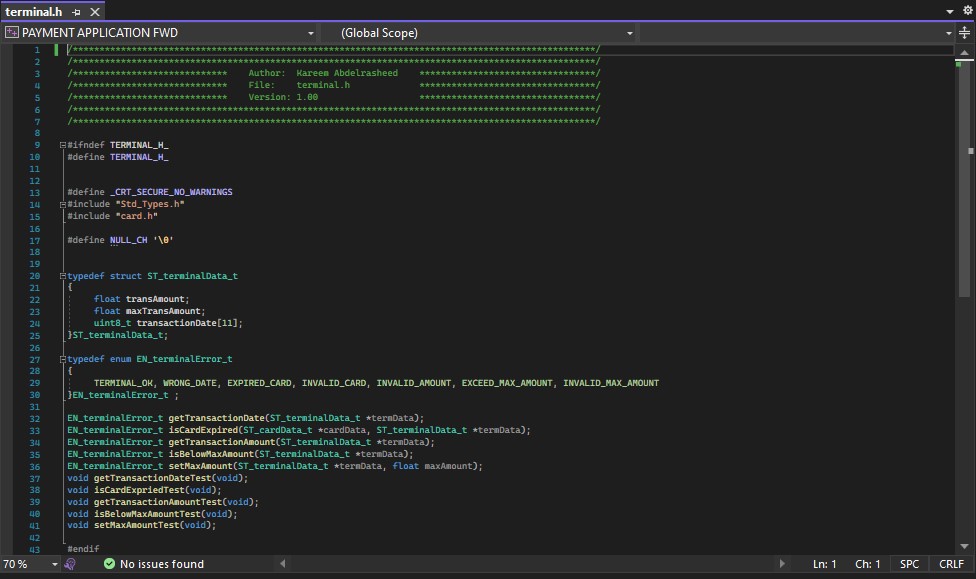 terminal.h
PAYMENT APPLICATION FWD (Global Scope)
1 /***********************************************************************************************/
2 /***********************************************************************************************/
3 /**************************** Author: Kareem Abdelrasheed *********************************/
4 /**************************** File: terminal.h *********************************/
5 /**************************** Version: 1.00 *********************************/
6 /***********************************************************************************************/
7 /***********************************************************************************************/
8
9 #ifndef TERMINAL_H_
10 #define TERMINAL_H_
11
12
13 #define _CRT_SECURE_NO_WARNINGS
14 #include "Std_Types.h"
15 #include "card.h"
16
17 #define NULL_CH '\0'
18
19
20 typedef struct ST_terminalData_t
21 {
22 float transAmount;
23 float maxTransAmount;
24 uint8_t transactionDate[11];
25 }ST_terminalData_t;
26
27 typedef enum EN_terminalError_t
28 {
29 TERMINAL_OK, WRONG_DATE, EXPIRED_CARD, INVALID_CARD, INVALID_AMOUNT, EXCEED_MAX_AMOUNT, INVALID_MAX_AMOUNT
30 }EN_terminalError_t ;
31
32 EN_terminalError_t getTransactionDate(ST_terminalData_t *termData);
33 EN_terminalError_t isCardExpired(ST_cardData_t *cardData, ST_terminalData_t *termData);
34 EN_terminalError_t getTransactionAmount(ST_terminalData_t *termData);
35 EN_terminalError_t isBelowMaxAmount(ST_terminalData_t *termData);
36 EN_terminalError_t setMaxAmount(ST_terminalData_t *termData, float maxAmount);
37 void getTransactionDateTest(void);
38 void isCardExpriedTest(void);
39 void getTransactionAmountTest(void);
40 void isBelowMaxAmountTest(void);
41 void setMaxAmountTest(void);
42
43 #endif
70 % No issues found Ln: 1 Ch: 1 SPC CRLF